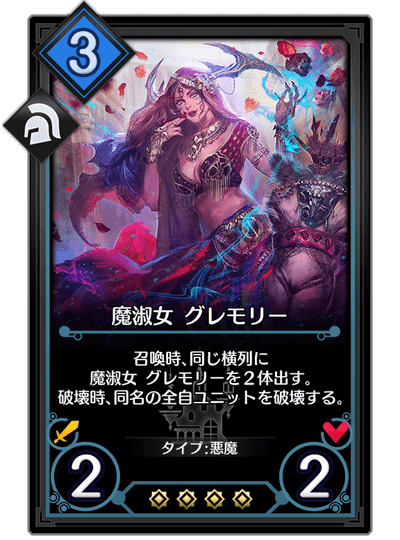 3
魔淑女 グレモリー
召喚時、同じ横列に
魔淑女 グレモリーを2体出す。
破壊時、同名の全自ユニットを破壊する。
タイプ:悪魔
2 2